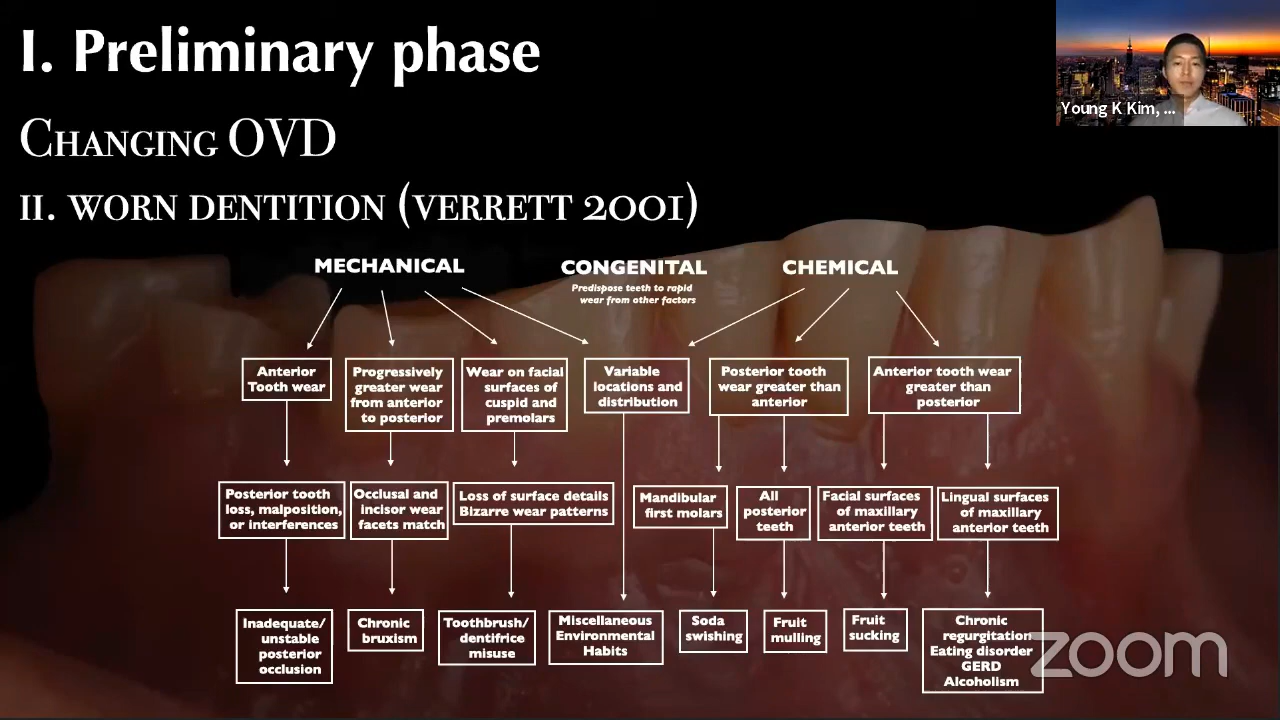 I. Preliminary phase
Young K Kim, ...
Changing OVD
II. WORN DENTITION (VERRETT 2001)
MECHANICAL
CONGENITAL
CHEMICAL
Predispose teeth to rapid
wear from other factors
Anterior
Tooth wear
Progressively
greater wear
from anterior
to posterior
Wear on facial
surfaces of
cuspid and
premolars
Variable
locations and
distribution
Posterior tooth
wear greater than
anterior
Anterior tooth wear
greater than
posterior
Posterior tooth
loss, malposition,
or interferences
Occlusal and
incisor wear
facets match
Loss of surface details
Bizarre wear patterns
Mandibular
first molars
All
posterior
teeth
Facial surfaces
of maxillary
anterior teeth
Lingual surfaces
of maxillary
anterior teeth
Inadequate/
unstable
posterior
occlusion
Chronic
bruxism
Toothbrush/
dentifrice
misuse
Miscellaneous
Environmental
Habits
Soda
swishing
Fruit
mulling
Fruit
sucking
Chronic
regurgitation
Eating disorder
GERD
Alcoholism
zoom